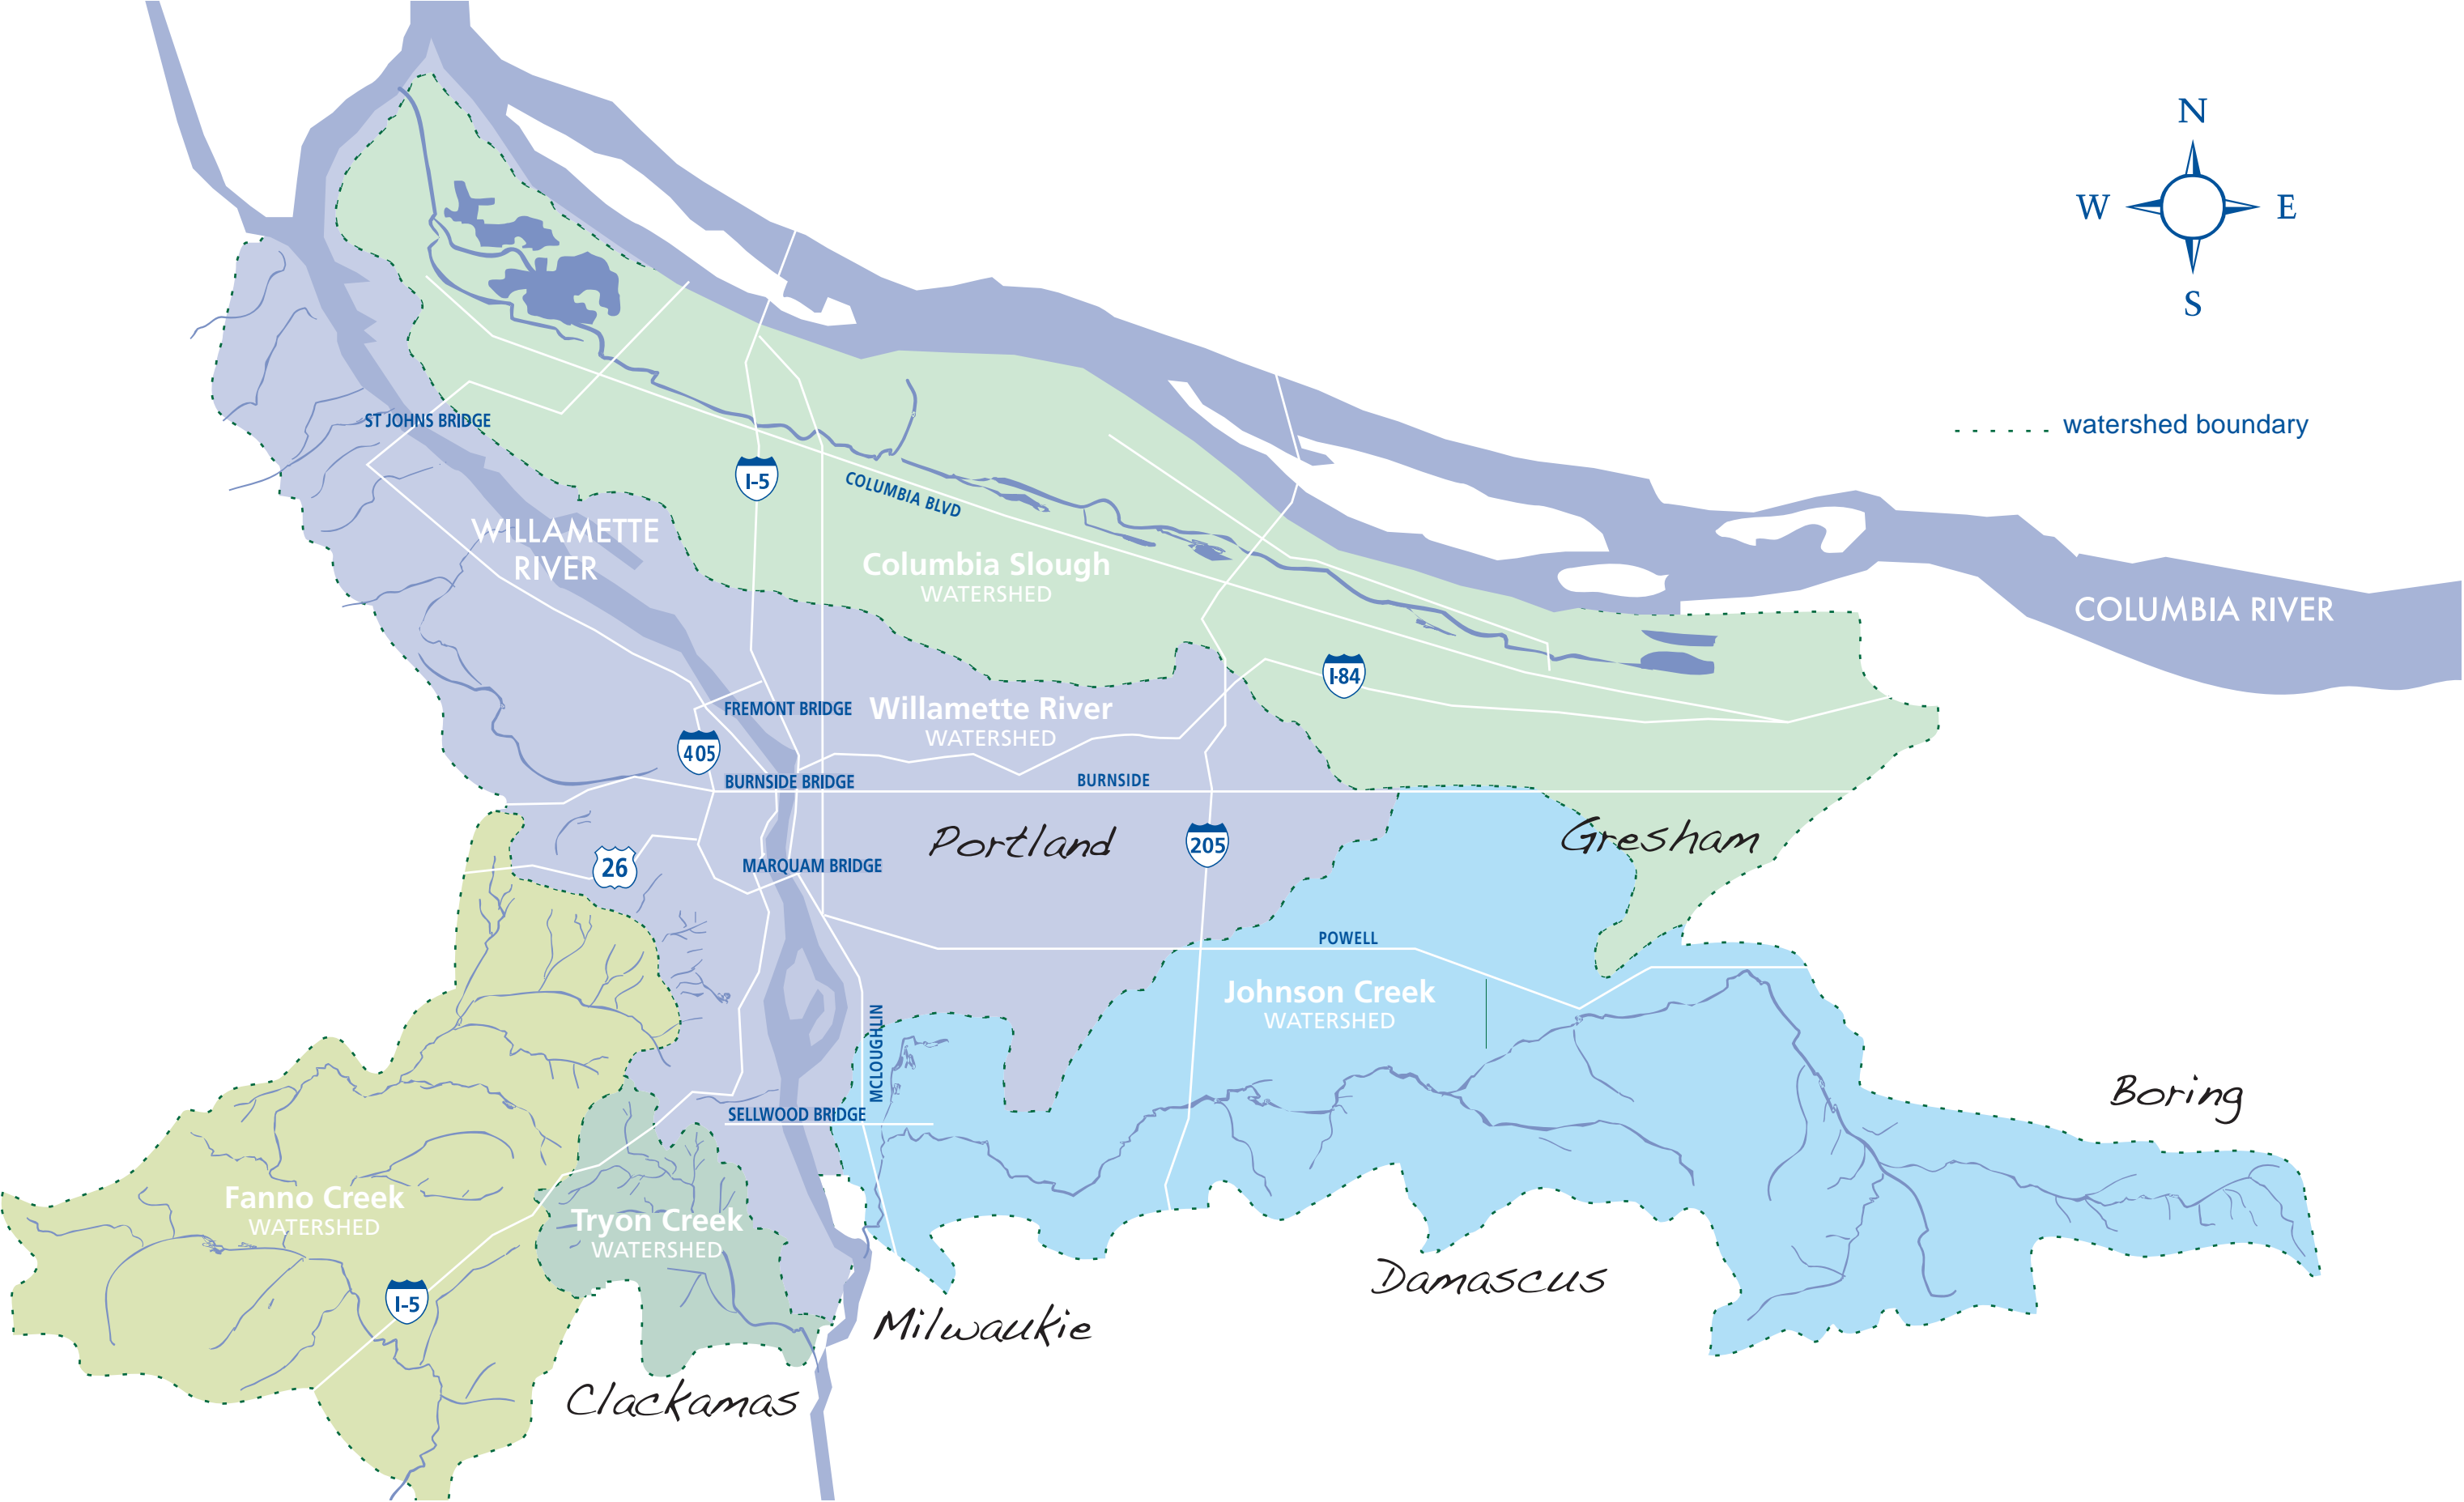 N
W
E
S
watershed boundary
ST JOHNS BRIDGE
I-5
COLUMBIA BLVD
WILLAMETTE
RIVER
Columbia Slough
WATERSHED
COLUMBIA RIVER
I-84
FREMONT BRIDGE
Willamette River
WATERSHED
405
BURNSIDE BRIDGE
BURNSIDE
Portland
Gresham
205
26
MARQUAM BRIDGE
POWELL
Johnson Creek
WATERSHED
MCLOUGHLIN
Boring
SELLWOOD BRIDGE
Fanno Creek
WATERSHED
Tryon Creek
WATERSHED
I-5
Damascus
Milwaukie
Clackamas